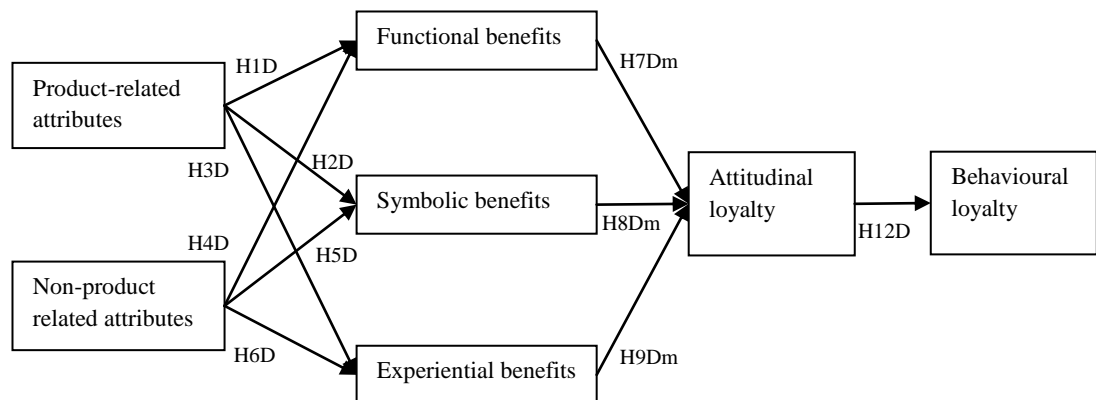 Functional benefits
H1D
H7Dm
Product-related
attributes
H2D
H3D
Symbolic benefits
Attitudinal
loyalty
Behavioural
loyalty
H8Dm
H12D
H4D
H5D
Non-product
related attributes
H6D
H9Dm
Experiential benefits